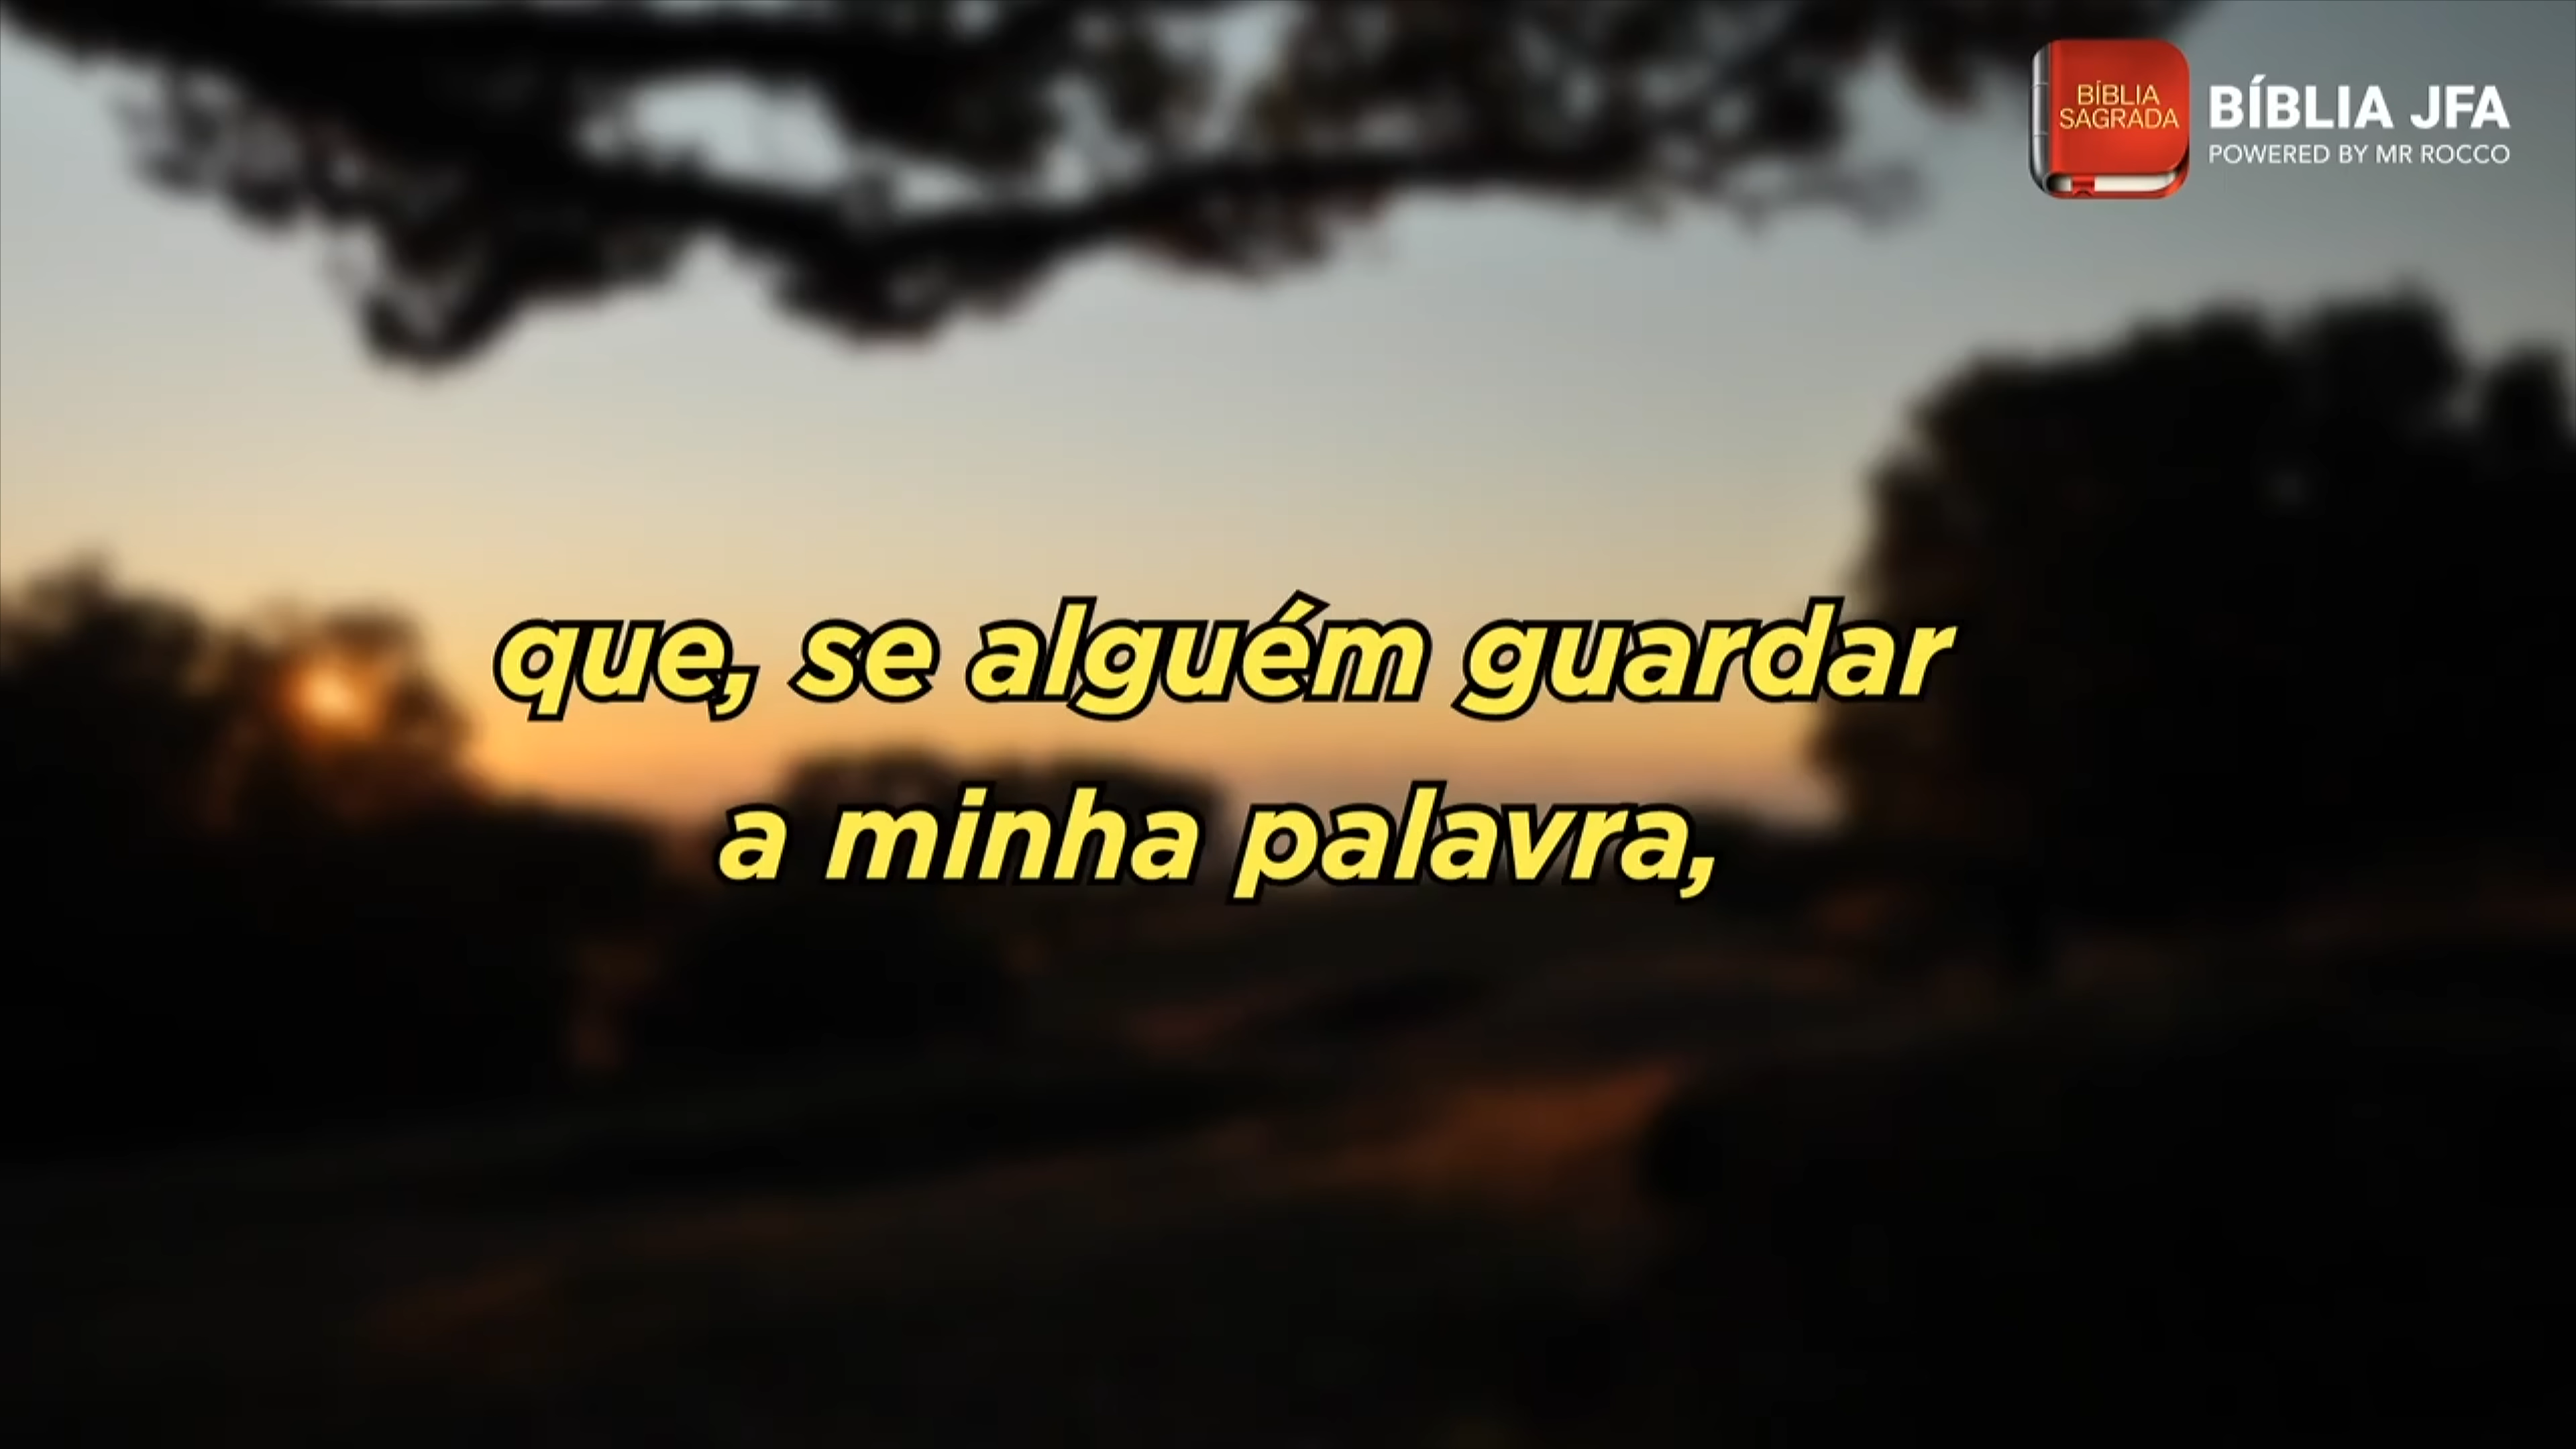 BÍBLIA
SAGRADA
BÍBLIA JFA
POWERED BY MR ROCCO
que, se alguém guardar
a minha palavra,